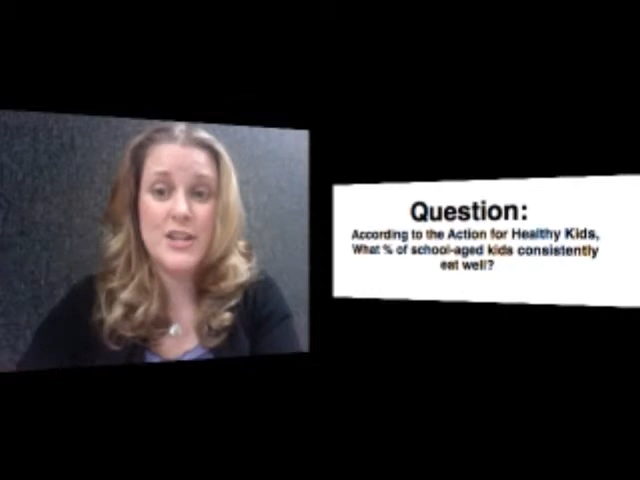 Question:
According to the Action for Healthy Kids,
What % of school-aged kids consistently
eat well?